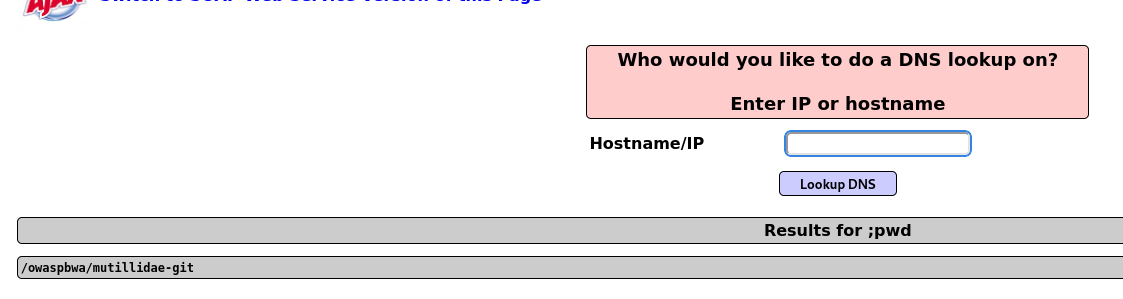 AJAX Switch to SOAP Web Service Version of this Page
Who would you like to do a DNS lookup on?
Enter IP or hostname
Hostname/IP
Lookup DNS
Results for ;pwd
/owaspbwa/mutillidae-git